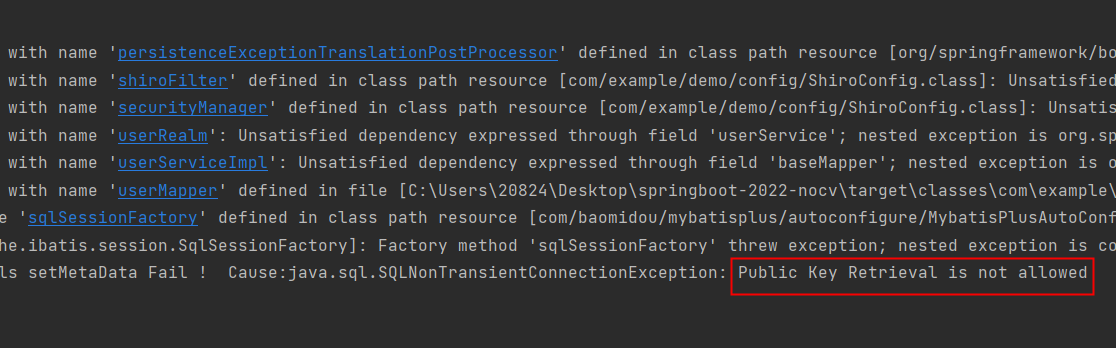 with name 'persistenceExceptionTranslationPostProcessor' defined in class path resource [org/springframework/bo
with name 'shiroFilter' defined in class path resource [com/example/demo/config/ShiroConfig.class]: Unsatisfied
with name 'securityManager' defined in class path resource [com/example/demo/config/ShiroConfig.class]: Unsatis
with name 'userRealm': Unsatisfied dependency expressed through field 'userService'; nested exception is org.sp
with name 'userServiceImpl': Unsatisfied dependency expressed through field 'baseMapper'; nested exception is o
with name 'userMapper' defined in file [C:\Users\20824\Desktop\springboot-2022-nocv\target\classes\com\example\
e 'sqlSessionFactory' defined in class path resource [com/baomidou/mybatisplus/autoconfigure/MybatisPlusAutoConf
he.ibatis.session.SqlSessionFactory]: Factory method 'sqlSessionFactory' threw exception; nested exception is co
ls setMetaData Fail !  Cause:java.sql.SQLNonTransientConnectionException: Public Key Retrieval is not allowed